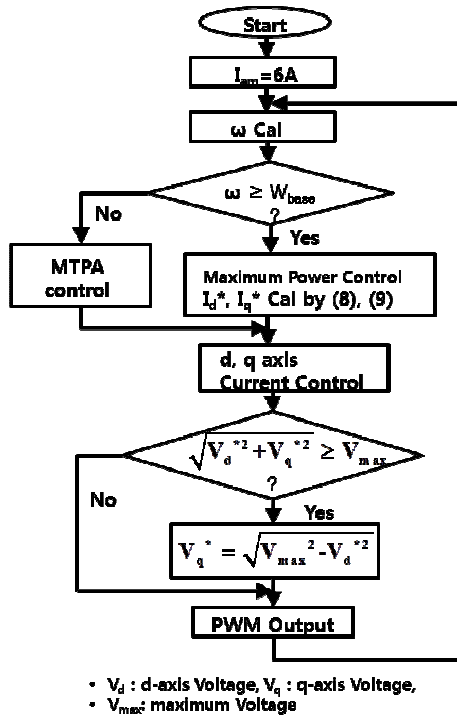 Start
I_am=6A
ω Cal
ω ≥ W_base
?
No
Yes
MTPA
control
Maximum Power Control
I_d*, I_q* Cal by (8), (9)
d, q axis
Current Control
√(V_d*² + V_q*²) ≥ V_max
?
No
Yes
V_q* = √(V_max² - V_d*²)
PWM Output
• V_d : d-axis Voltage, V_q : q-axis Voltage,
• V_max: maximum Voltage